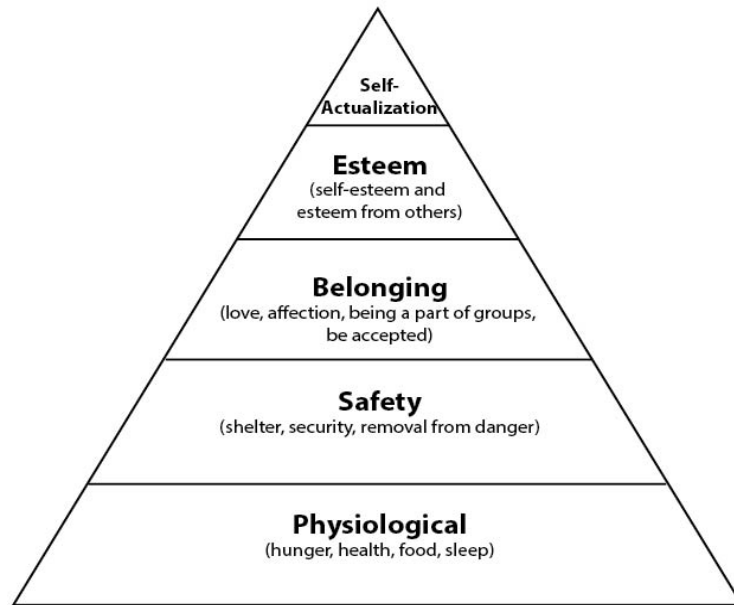 Self-
Actualization
Esteem
(self-esteem and
esteem from others)
Belonging
(love, affection, being a part of groups,
be accepted)
Safety
(shelter, security, removal from danger)
Physiological
(hunger, health, food, sleep)